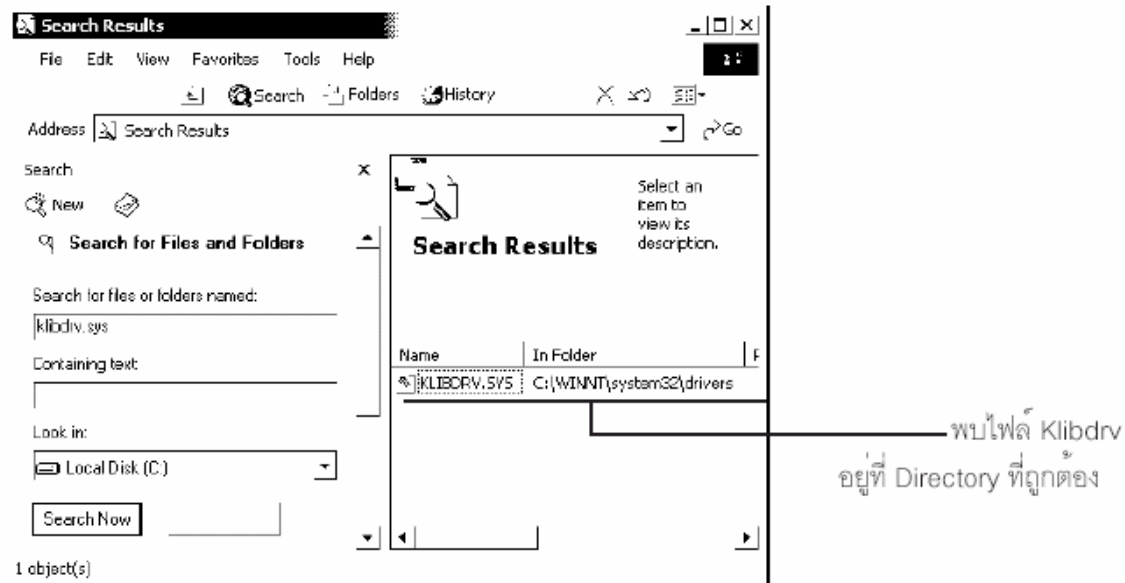 Search Results
File Edit View Favorites Tools Help
Search Folders History
Address Search Results Go
Search
New
Search for Files and Folders
Search for files or folders named:
klibdrv.sys
Containing text:
Look in:
Local Disk (C:)
Search Now
Select an
item to
view its
description.
Search Results
Name In Folder
KLIBDRV.SYS C:\WINNT\system32\drivers
1 object(s)
พบไฟล์ Klibdrv
อยู่ที่ Directory ที่ถูกต้อง